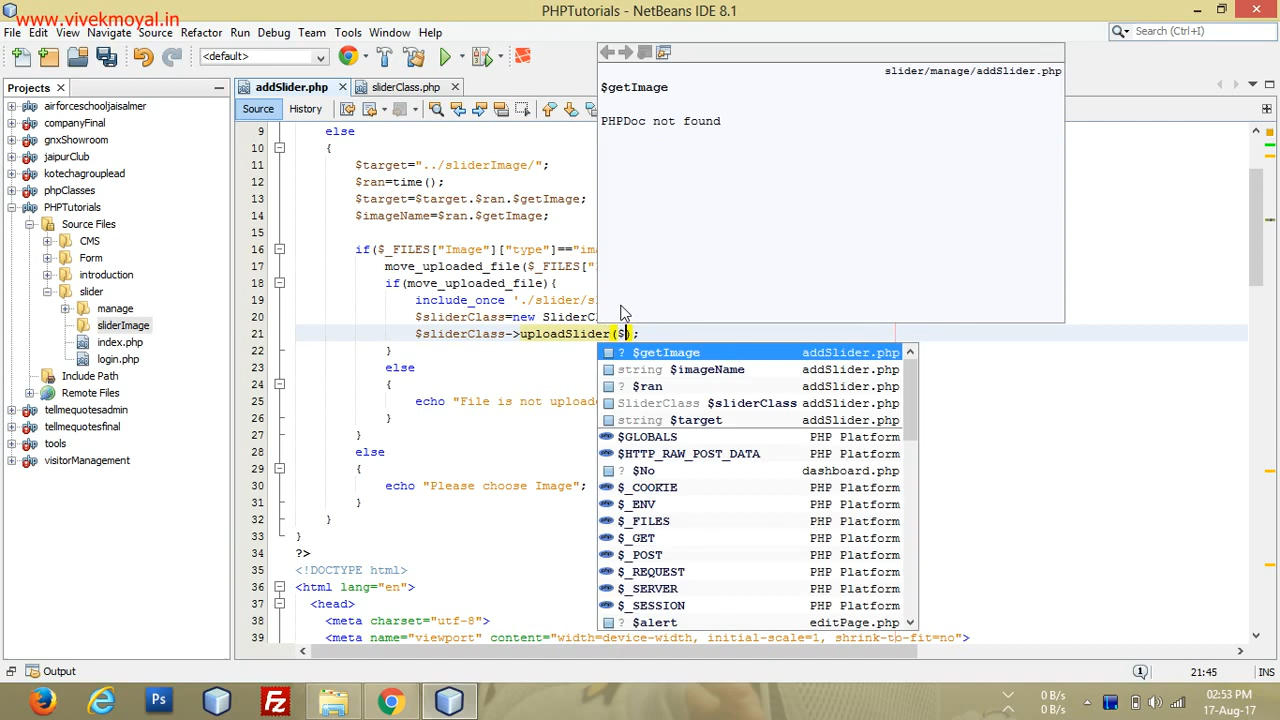 www.vivekmoyal.in
PHPTutorials - NetBeans IDE 8.1
File Edit View Navigate Source Refactor Run Debug Team Tools Window Help
Search (Ctrl+I)
<default>
Projects
addSlider.php
sliderClass.php
Source History
airforceschooljaisalmer
companyFinal
gnxShowroom
jaipurClub
kotechagrouplead
phpClasses
PHPTutorials
Source Files
CMS
Form
introduction
slider
manage
sliderImage
index.php
login.php
Include Path
Remote Files
tellmequotesadmin
tellmequotesfinal
tools
visitorManagement
slider/manage/addSlider.php
$getImage
PHPDoc not found
9 else
10 {
11 $target="../sliderImage/";
12 $ran=time();
13 $target=$target.$ran.$getImage;
14 $imageName=$ran.$getImage;
15
16 if($_FILES["Image"]["type"]=="im
17 move_uploaded_file($_FILES["
18 if(move_uploaded_file){
19 include_once './slider/s
20 $sliderClass=new SliderC
21 $sliderClass->uploadSlider($);
22 }
23 else
24 {
25 echo "File is not uploade
26 }
27 }
28 else
29 {
30 echo "Please choose Image";
31 }
32 }
33 }
34 ?>
35 <!DOCTYPE html>
36 <html lang="en">
37 <head>
38 <meta charset="utf-8">
39 <meta name="viewport" content="width=device-width, initial-scale=1, shrink-to-fit=no">
? $getImage addSlider.php
string $imageName addSlider.php
? $ran addSlider.php
SliderClass $sliderClass addSlider.php
string $target addSlider.php
$GLOBALS PHP Platform
$HTTP_RAW_POST_DATA PHP Platform
? $No dashboard.php
$_COOKIE PHP Platform
$_ENV PHP Platform
$_FILES PHP Platform
$_GET PHP Platform
$_POST PHP Platform
$_REQUEST PHP Platform
$_SERVER PHP Platform
$_SESSION PHP Platform
? $alert editPage.php
Output
21:45 INS
0 B/s
0 B/s
02:53 PM
17-Aug-17